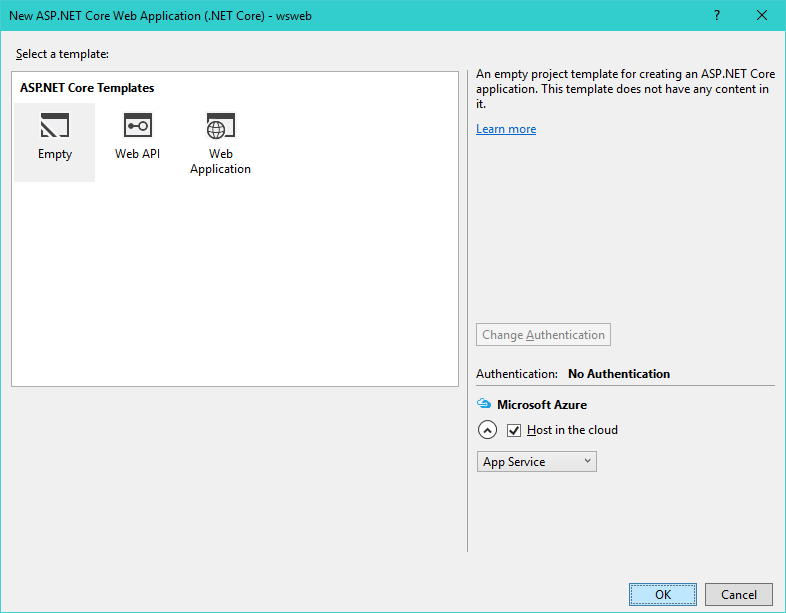 New ASP.NET Core Web Application (.NET Core) - wsweb
?
Select a template:
ASP.NET Core Templates
Empty
Web API
Web
Application
An empty project template for creating an ASP.NET Core
application. This template does not have any content in
it.
Learn more
Change Authentication
Authentication: No Authentication
Microsoft Azure
Host in the cloud
App Service
OK
Cancel